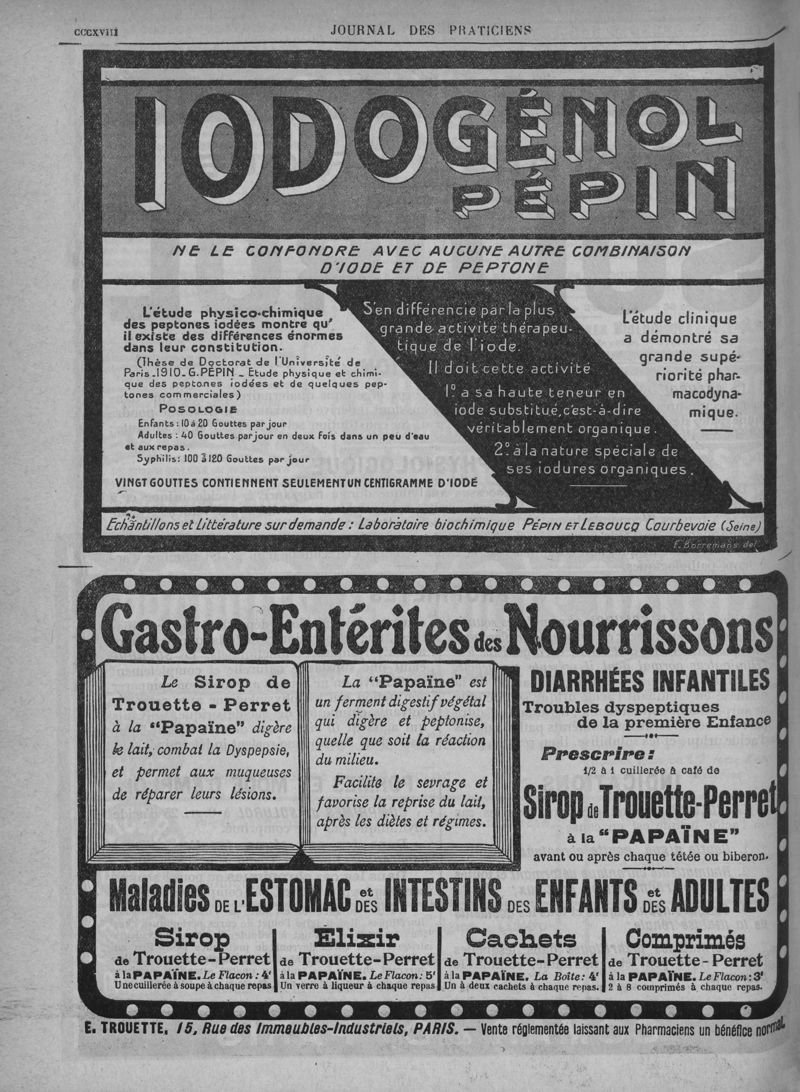 CCCXVIII
JOURNAL DES PRATICIENS
IODOGÉNOL
PÉPIN
NE LE CONFONDRE AVEC AUCUNE AUTRE COMBINAISON
D'IODE ET DE PEPTONE
L'étude physico-chimique
des peptones iodées montre qu'
il existe des différences énormes
dans leur constitution.
(Thèse de Doctorat de l'Université de
Paris_1910_G.PÉPIN _ Étude physique et chimi-
que des peptones iodées et de quelques pep-
tones commerciales)
POSOLOGIE
Enfants: 10 à 20 Gouttes par jour
Adultes : 40 Gouttes par jour en deux fois dans un peu d'eau
et aux repas.
Syphilis: 100 à 120 Gouttes par jour
VINGT GOUTTES CONTIENNENT SEULEMENT UN CENTIGRAMME D'IODE
S'en différencie par la plus
grande activité thérapeu-
tique de l'iode.
Il doit cette activité
1º a sa haute teneur en
iode substitué, c'est-à-dire
véritablement organique.
2º à la nature spéciale de
ses iodures organiques.
L'étude clinique
a démontré sa
grande supé-
riorité phar-
macodyna-
mique.
Echantillons et Littérature sur demande : Laboratoire biochimique PÉPIN ET LEBOUCQ Courbevoie (Seine)
F. Borremans. del.
Gastro-Entérites des Nourrissons
Le Sirop de
Trouette - Perret
à la "Papaïne" digère
le lait, combat la Dyspepsie,
et permet aux muqueuses
de réparer leurs lésions.
La "Papaïne" est
un ferment digestif végétal
qui digère et peptonise,
quelle que soit la réaction
du milieu.
Facilite le sevrage et
favorise la reprise du lait,
après les diètes et régimes.
DIARRHÉES INFANTILES
Troubles dyspeptiques
de la première Enfance
Prescrire:
1/2 à 1 cuillerée à café de
Sirop de Trouette-Perret
à la "PAPAÏNE"
avant ou après chaque tétée ou biberon.
Maladies DE L'ESTOMAC et DES INTESTINS DES ENFANTS et DES ADULTES
Sirop
de Trouette-Perret
à la PAPAÏNE. Le Flacon : 4f
Une cuillerée à soupe à chaque repas
Élixir
de Trouette-Perret
à la PAPAÏNE. Le Flacon: 5f
Un verre à liqueur à chaque repas
Cachets
de Trouette-Perret
à la PAPAÏNE. La Boîte: 4f
Un à deux cachets à chaque repas.
Comprimés
de Trouette - Perret
à la PAPAÏNE. Le Flacon: 3f
2 à 8 comprimés à chaque repas.
E. TROUETTE, 15, Rue des Immeubles-Industriels, PARIS. — Vente réglementée laissant aux Pharmaciens un bénéfice normal.